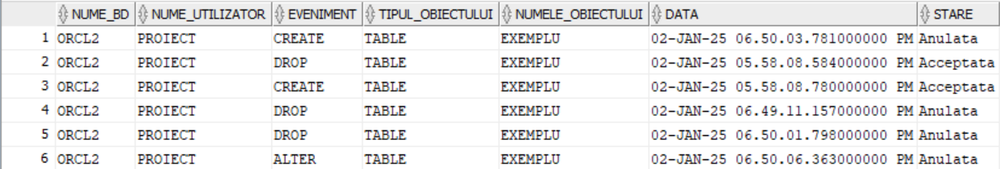 NUME_BD NUME_UTILIZATOR EVENIMENT TIPUL_OBIECTULUI NUMELE_OBIECTULUI DATA STARE
1 ORCL2 PROIECT CREATE TABLE EXEMPLU 02-JAN-25 06.50.03.781000000 PM Anulata
2 ORCL2 PROIECT DROP TABLE EXEMPLU 02-JAN-25 05.58.08.584000000 PM Acceptata
3 ORCL2 PROIECT CREATE TABLE EXEMPLU 02-JAN-25 05.58.08.780000000 PM Acceptata
4 ORCL2 PROIECT DROP TABLE EXEMPLU 02-JAN-25 06.49.11.157000000 PM Anulata
5 ORCL2 PROIECT DROP TABLE EXEMPLU 02-JAN-25 06.50.01.798000000 PM Anulata
6 ORCL2 PROIECT ALTER TABLE EXEMPLU 02-JAN-25 06.50.06.363000000 PM Anulata